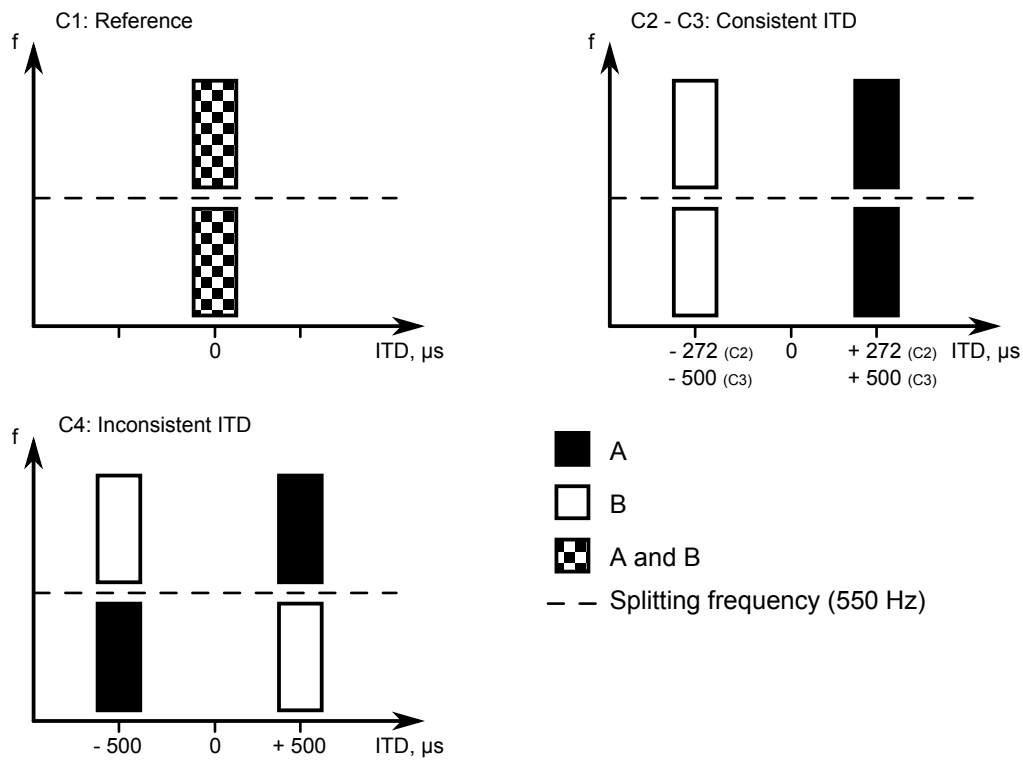 C1: Reference
f
0
ITD, μs
C2 - C3: Consistent ITD
f
- 272 (C2) 0 + 272 (C2) ITD, μs
- 500 (C3) + 500 (C3)
C4: Inconsistent ITD
f
- 500 0 + 500 ITD, μs
A
B
A and B
Splitting frequency (550 Hz)